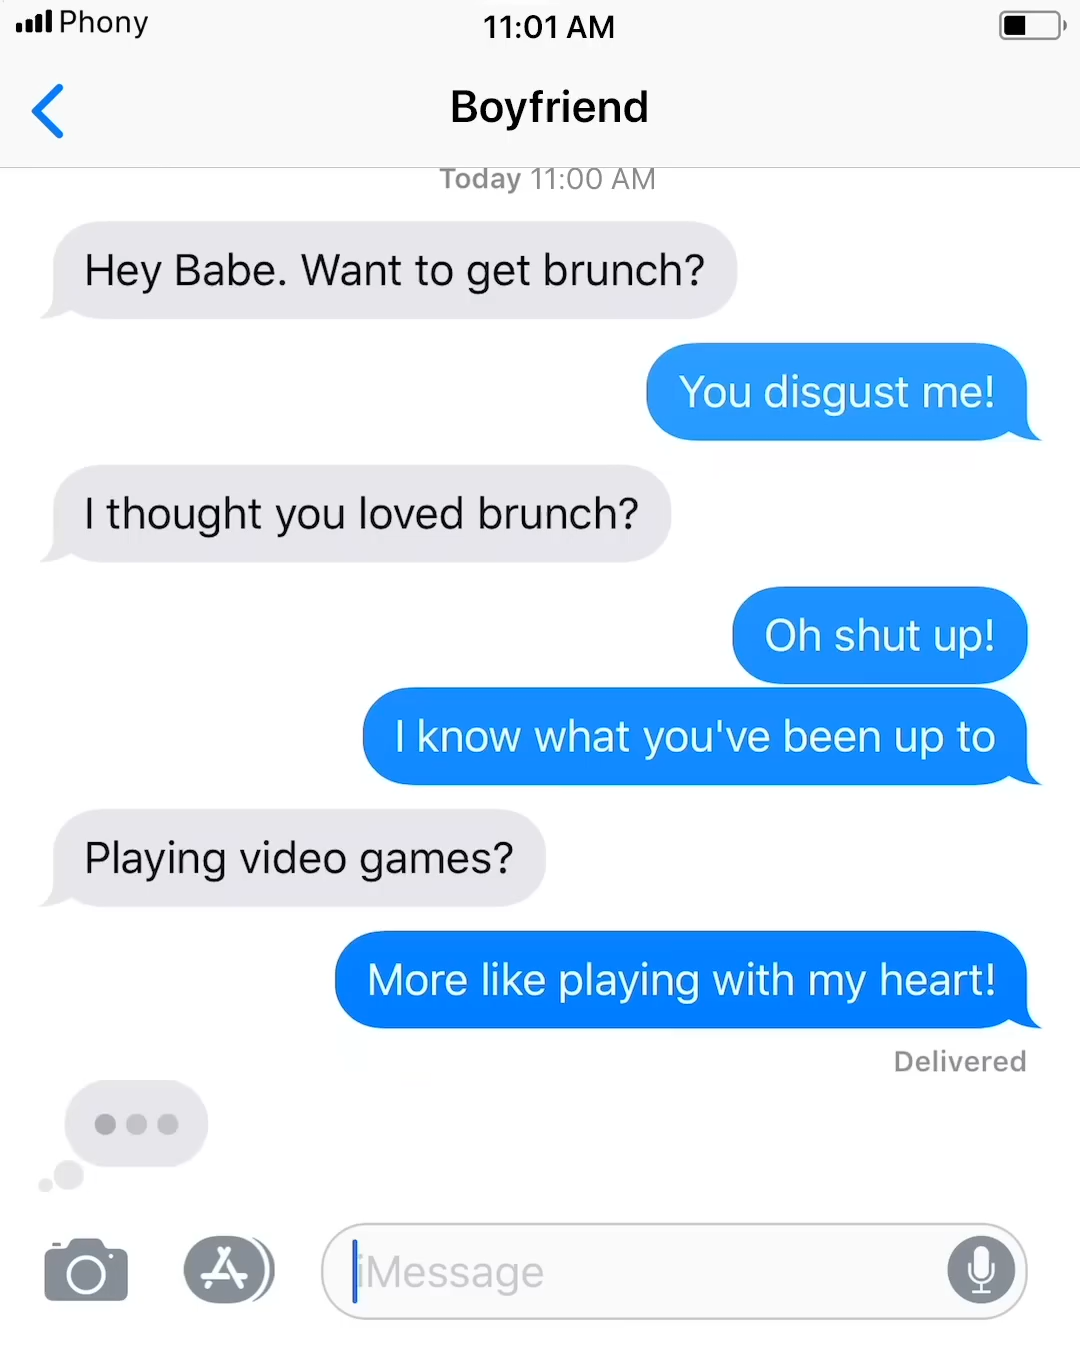 Phony 11:01 AM
Boyfriend
Today 11:00 AM
Hey Babe. Want to get brunch?
You disgust me!
I thought you loved brunch?
Oh shut up!
I know what you've been up to
Playing video games?
More like playing with my heart!
Delivered
iMessage